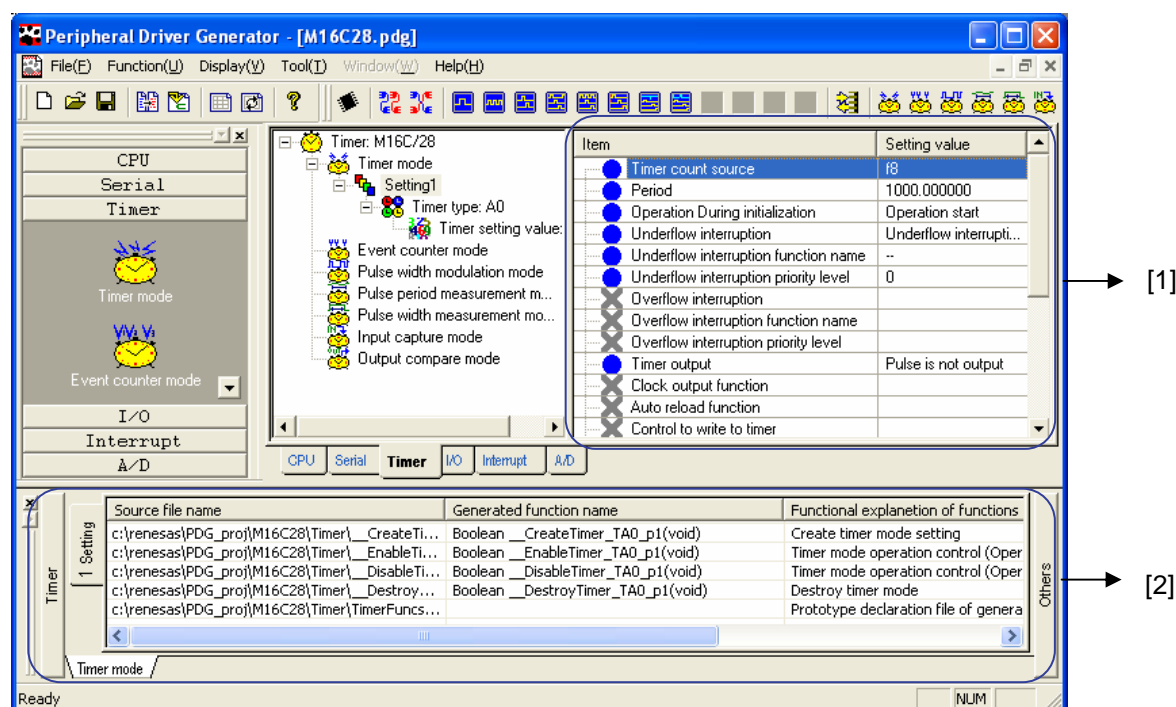 Peripheral Driver Generator - [M16C28.pdg]
File(F) Function(U) Display(V) Tool(T) Window(W) Help(H)
CPU
Serial
Timer
Timer mode
Event counter mode
I/O
Interrupt
A/D
Timer: M16C/28
Timer mode
Setting1
Timer type: A0
Timer setting value:
Event counter mode
Pulse width modulation mode
Pulse period measurement m...
Pulse width measurement mo...
Input capture mode
Output compare mode
Item Setting value
Timer count source f8
Period 1000.000000
Operation During initialization Operation start
Underflow interruption Underflow interrupti...
Underflow interruption function name --
Underflow interruption priority level 0
Overflow interruption
Overflow interruption function name
Overflow interruption priority level
Timer output Pulse is not output
Clock output function
Auto reload function
Control to write to timer
[1]
CPU Serial Timer I/O Interrupt A/D
Timer
1 Setting
Source file name Generated function name Functional explanetion of functions
c:\renesas\PDG_proj\M16C28\Timer\__CreateTi... Boolean __CreateTimer_TA0_p1(void) Create timer mode setting
c:\renesas\PDG_proj\M16C28\Timer\__EnableTi... Boolean __EnableTimer_TA0_p1(void) Timer mode operation control (Oper
c:\renesas\PDG_proj\M16C28\Timer\__DisableTi... Boolean __DisableTimer_TA0_p1(void) Timer mode operation control (Oper
c:\renesas\PDG_proj\M16C28\Timer\__Destroy... Boolean __DestroyTimer_TA0_p1(void) Destroy timer mode
c:\renesas\PDG_proj\M16C28\Timer\TimerFuncs... Prototype declaration file of genera
Others
[2]
Timer mode
Ready NUM